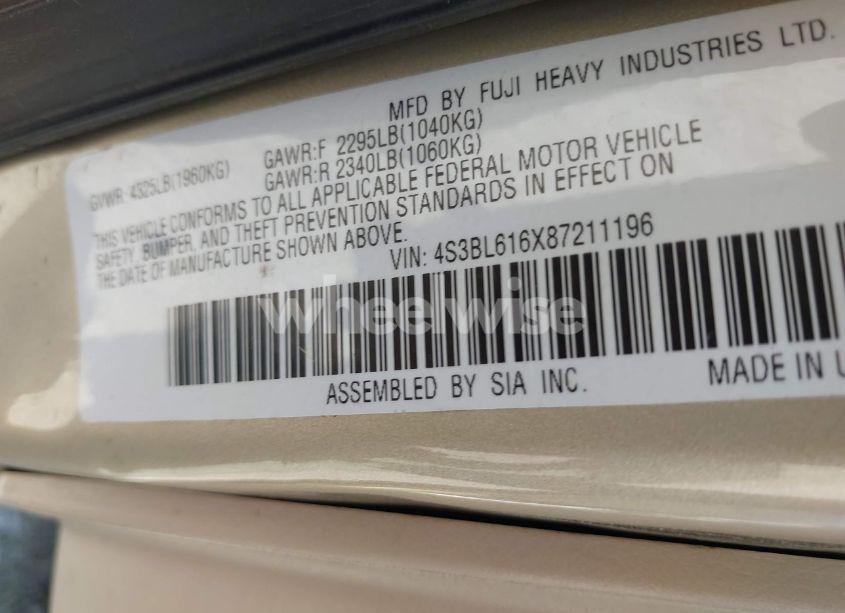 MFD BY FUJI HEAVY INDUSTRIES LTD.
GVWR: 4325LB(1960KG)
GAWR:F 2295LB(1040KG)
GAWR:R 2340LB(1060KG)
THIS VEHICLE CONFORMS TO ALL APPLICABLE FEDERAL MOTOR VEHICLE
SAFETY, BUMPER, AND THEFT PREVENTION STANDARDS IN EFFECT ON
THE DATE OF MANUFACTURE SHOWN ABOVE.
VIN: 4S3BL616X87211196
wheelwise
ASSEMBLED BY SIA INC.
MADE IN